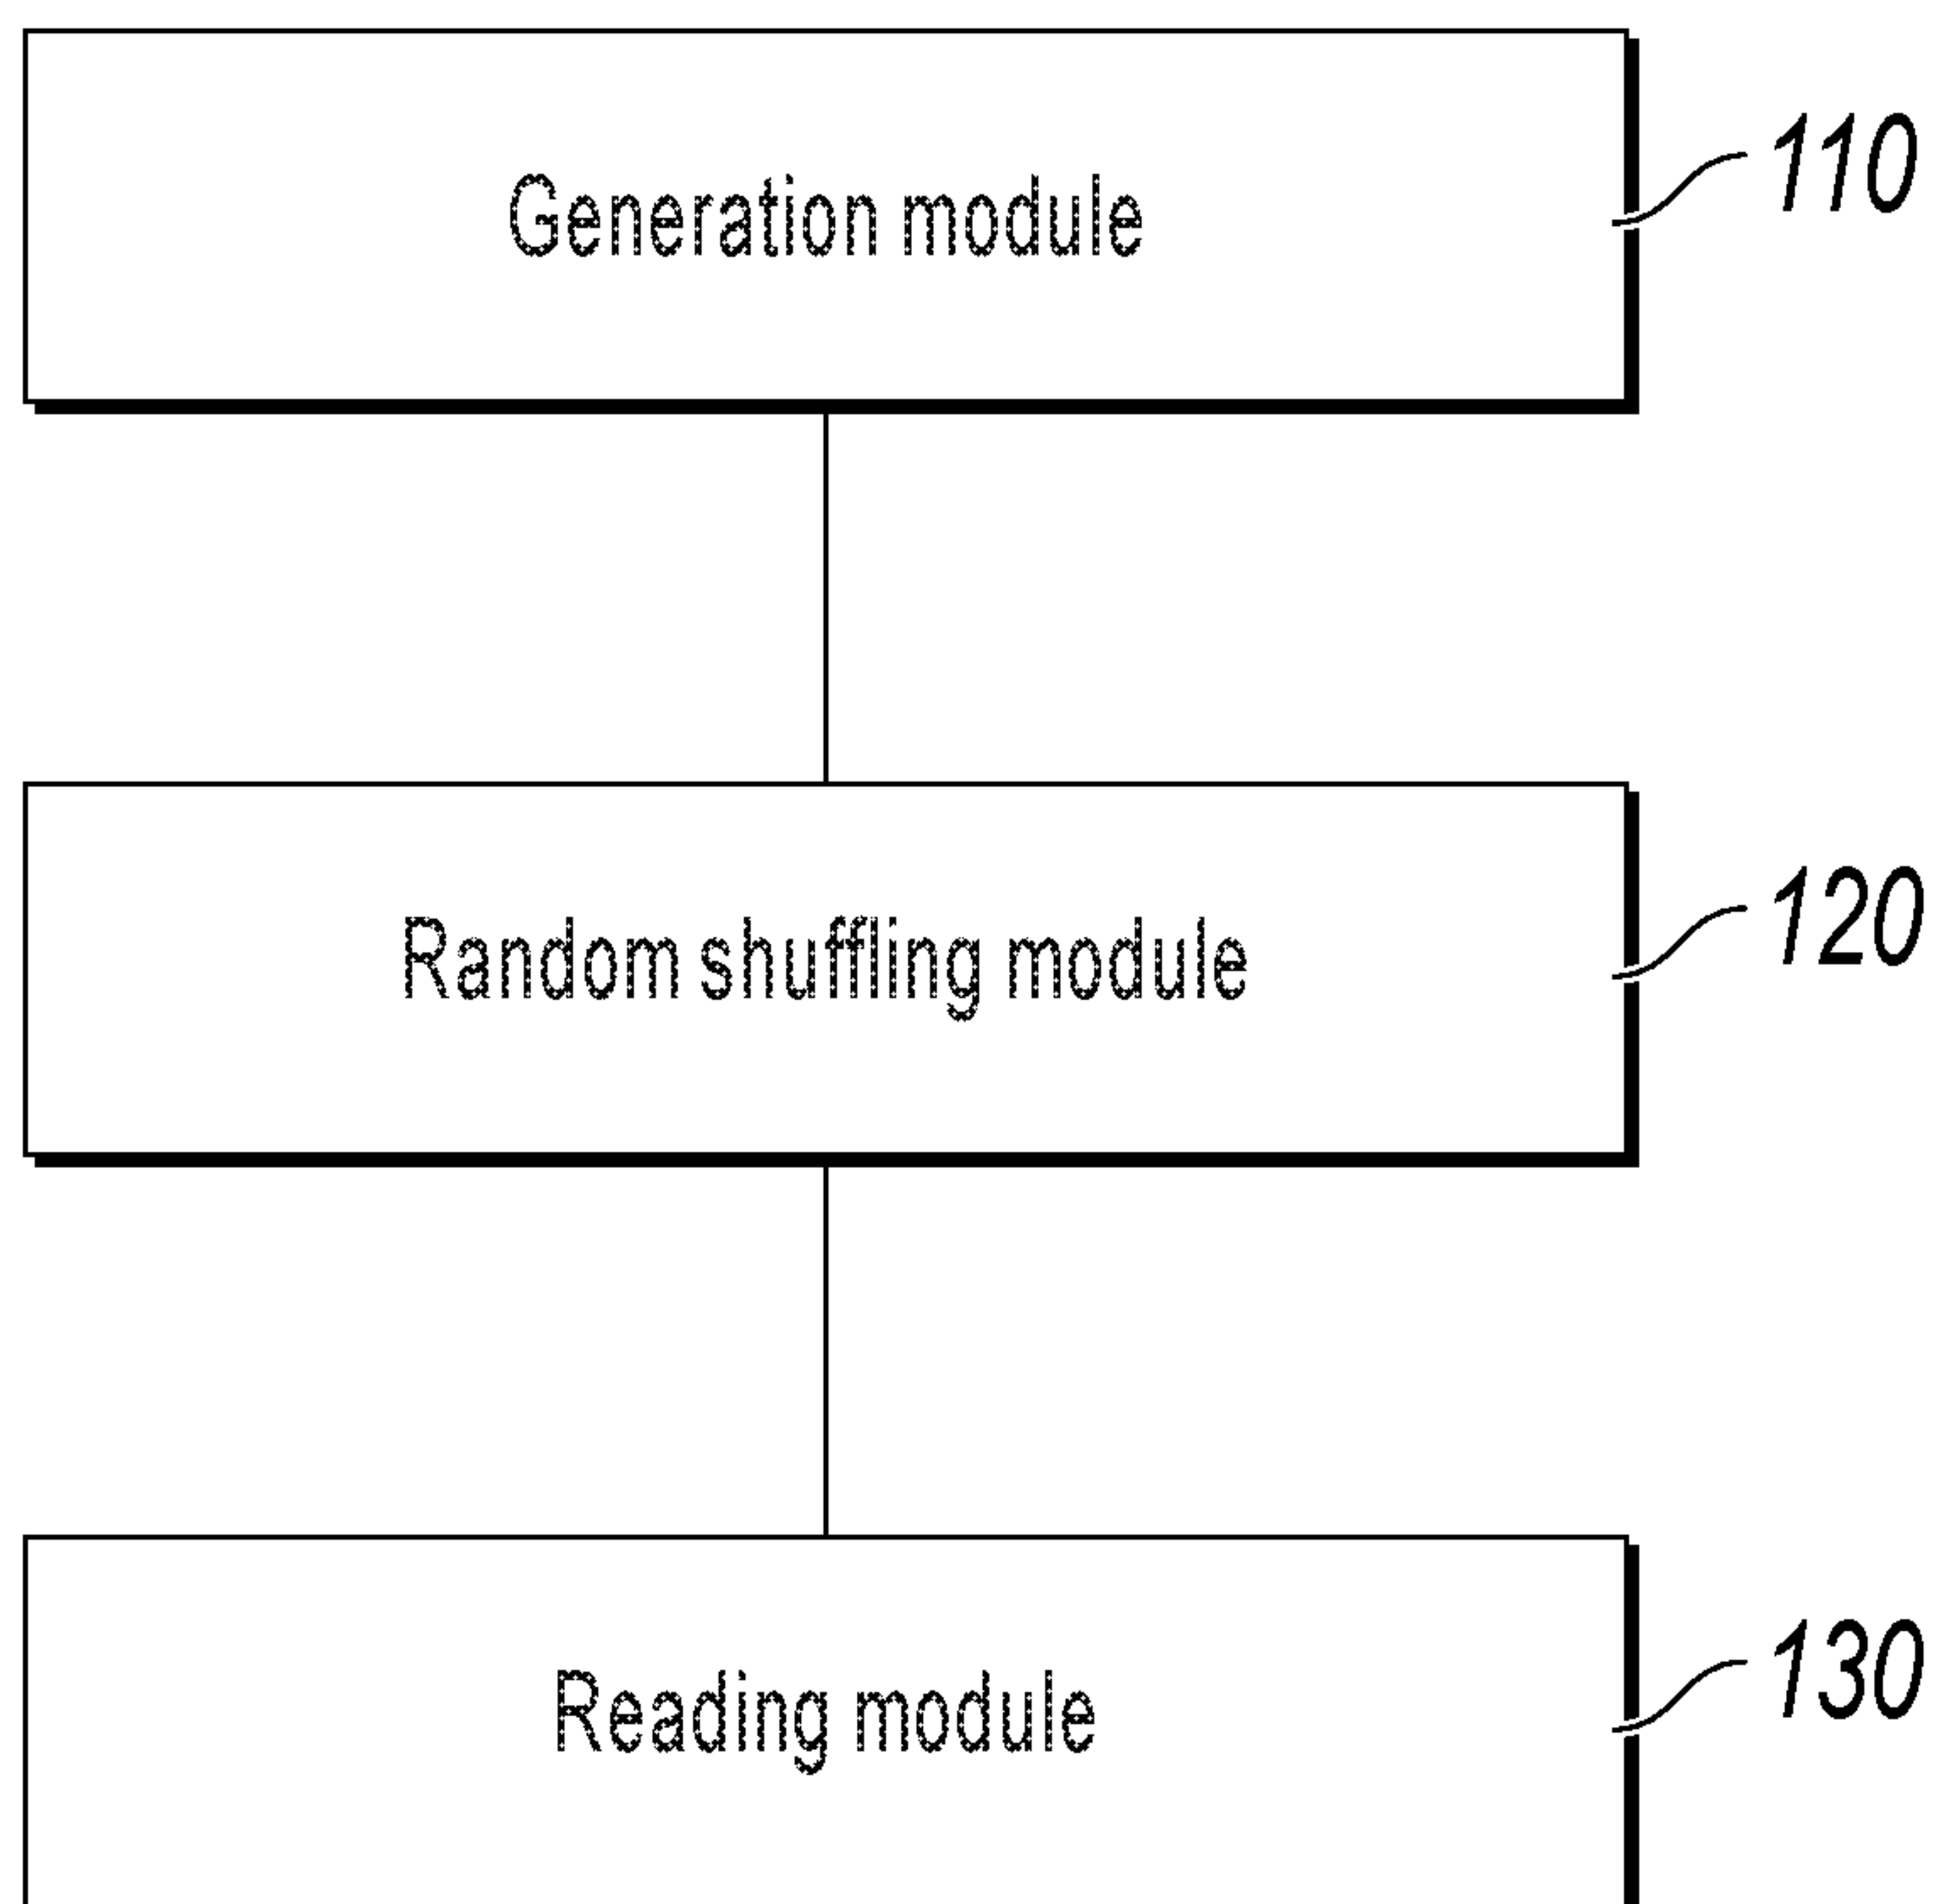 Generation module
110
Random shuffling module
120
Reading module
130